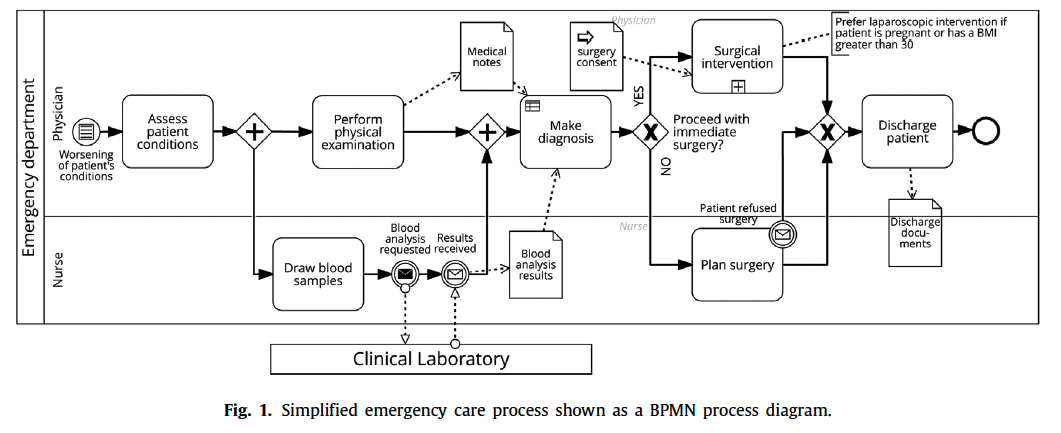 Emergency department
Physician
Nurse
Physician
Nurse
Worsening
of patient's
conditions
Assess
patient
conditions
Perform
physical
examination
Medical
notes
surgery
consent
Make
diagnosis
YES
NO
Proceed with
immediate
surgery?
Surgical
intervention
Prefer laparoscopic intervention if
patient is pregnant or has a BMI
greater than 30
Discharge
patient
Discharge
docu-
ments
Draw blood
samples
Blood
analysis
requested
Results
received
Blood
analysis
results
Patient refused
surgery
Plan surgery
Clinical Laboratory
Fig. 1. Simplified emergency care process shown as a BPMN process diagram.